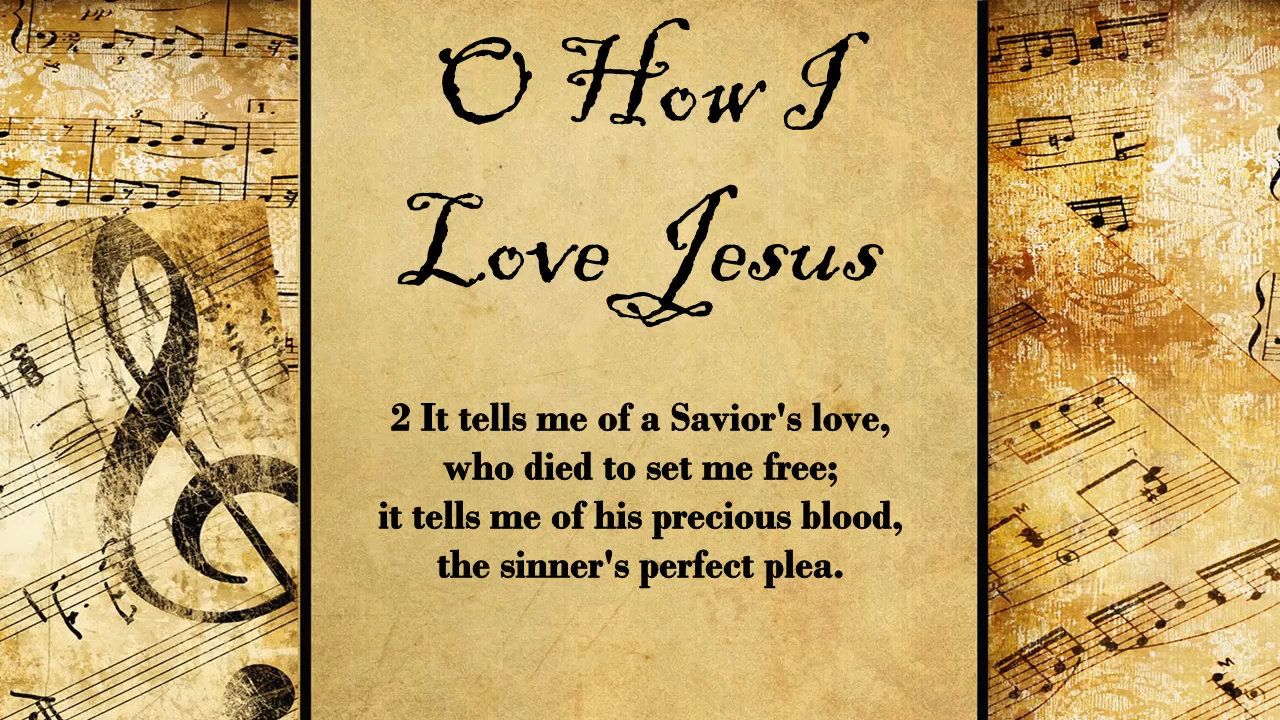 O How I
Love Jesus
2 It tells me of a Savior's love,
who died to set me free;
it tells me of his precious blood,
the sinner's perfect plea.